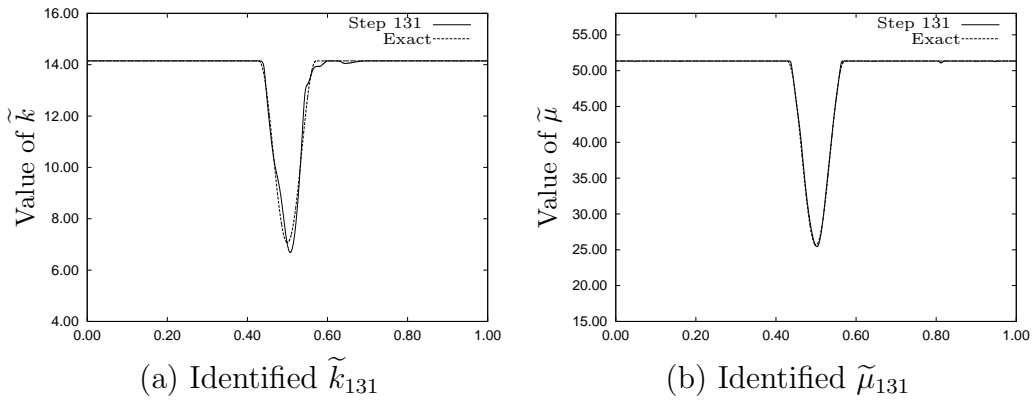 Step 131
Exact
16.00
14.00
12.00
10.00
8.00
6.00
4.00
Value of k̃
0.00 0.20 0.40 0.60 0.80 1.00
(a) Identified k̃₁₃₁
Step 131
Exact
55.00
50.00
45.00
40.00
35.00
30.00
25.00
20.00
15.00
Value of μ̃
0.00 0.20 0.40 0.60 0.80 1.00
(b) Identified μ̃₁₃₁